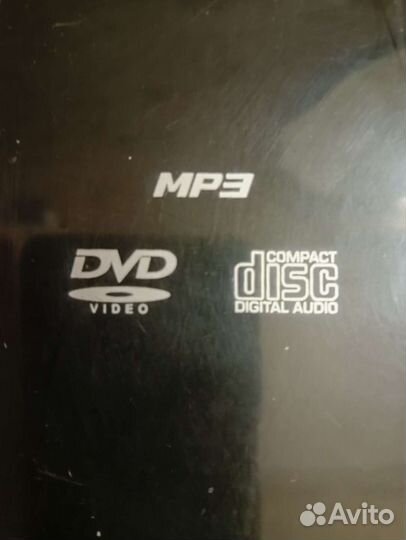 MP3
DVD
VIDEO
COMPACT
disc
DIGITAL AUDIO
Avito